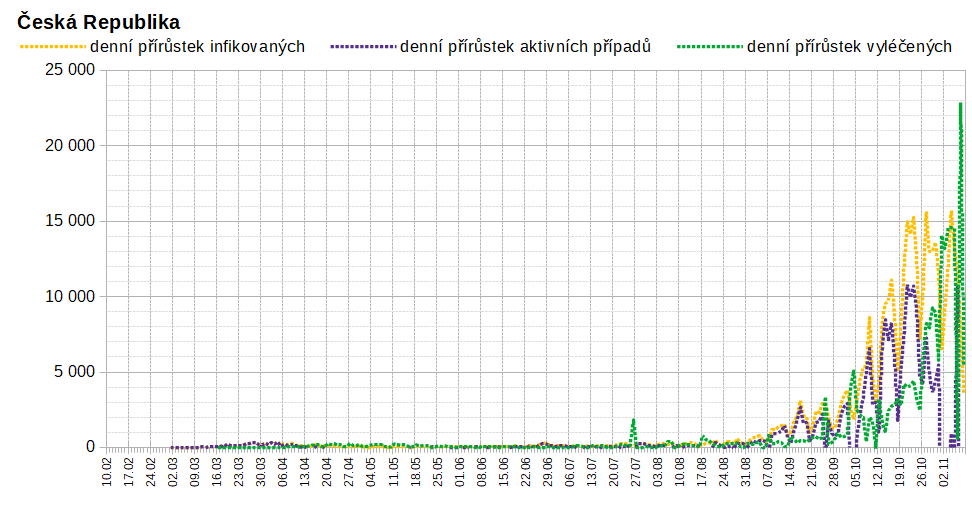 Česká Republika
denní přírůstek infikovaných denní přírůstek aktivních případů denní přírůstek vyléčených
25 000
20 000
15 000
10 000
5 000
0
10.02 17.02 24.02 02.03 09.03 16.03 23.03 30.03 06.04 13.04 20.04 27.04 04.05 11.05 18.05 25.05 01.06 08.06 15.06 22.06 29.06 06.07 13.07 20.07 27.07 03.08 10.08 17.08 24.08 31.08 07.09 14.09 21.09 28.09 05.10 12.10 19.10 26.10 02.11